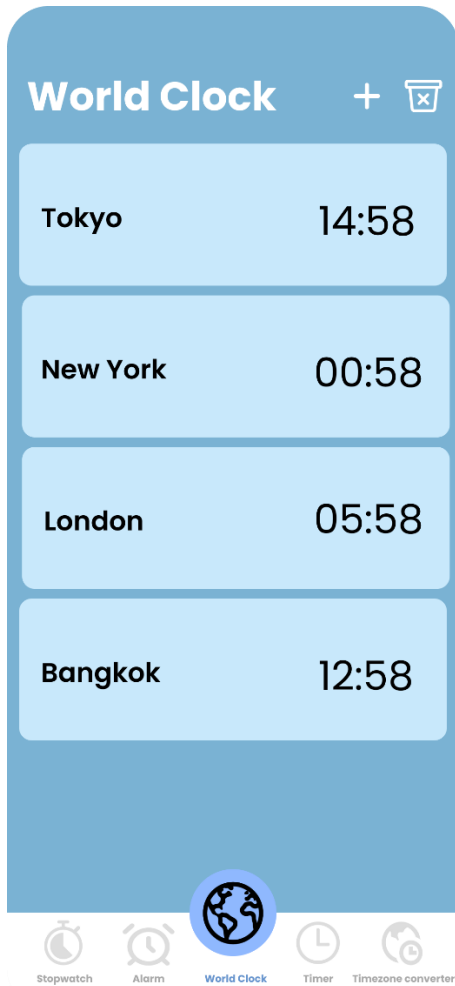 World Clock
Tokyo 14:58
New York 00:58
London 05:58
Bangkok 12:58
Stopwatch Alarm World Clock Timer Timezone converter